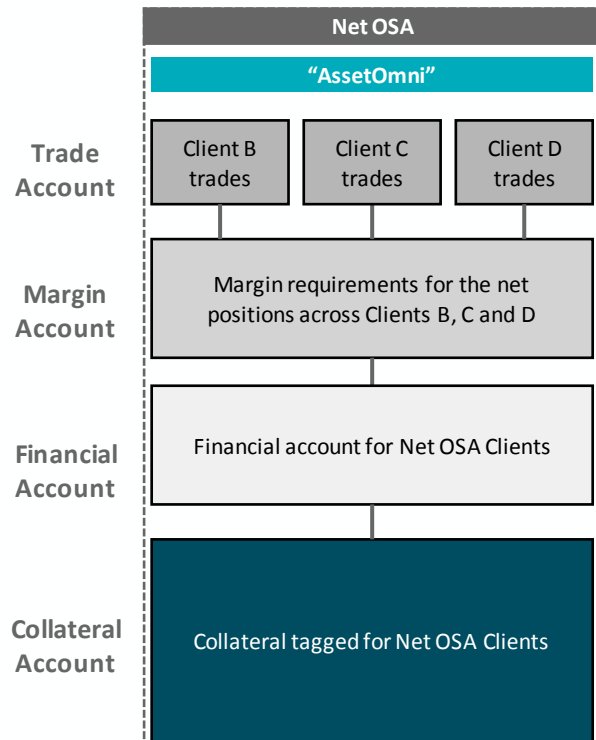 Net OSA
“AssetOmni”
Trade
Account
Client B
trades
Client C
trades
Client D
trades
Margin
Account
Margin requirements for the net
positions across Clients B, C and D
Financial
Account
Financial account for Net OSA Clients
Collateral
Account
Collateral tagged for Net OSA Clients